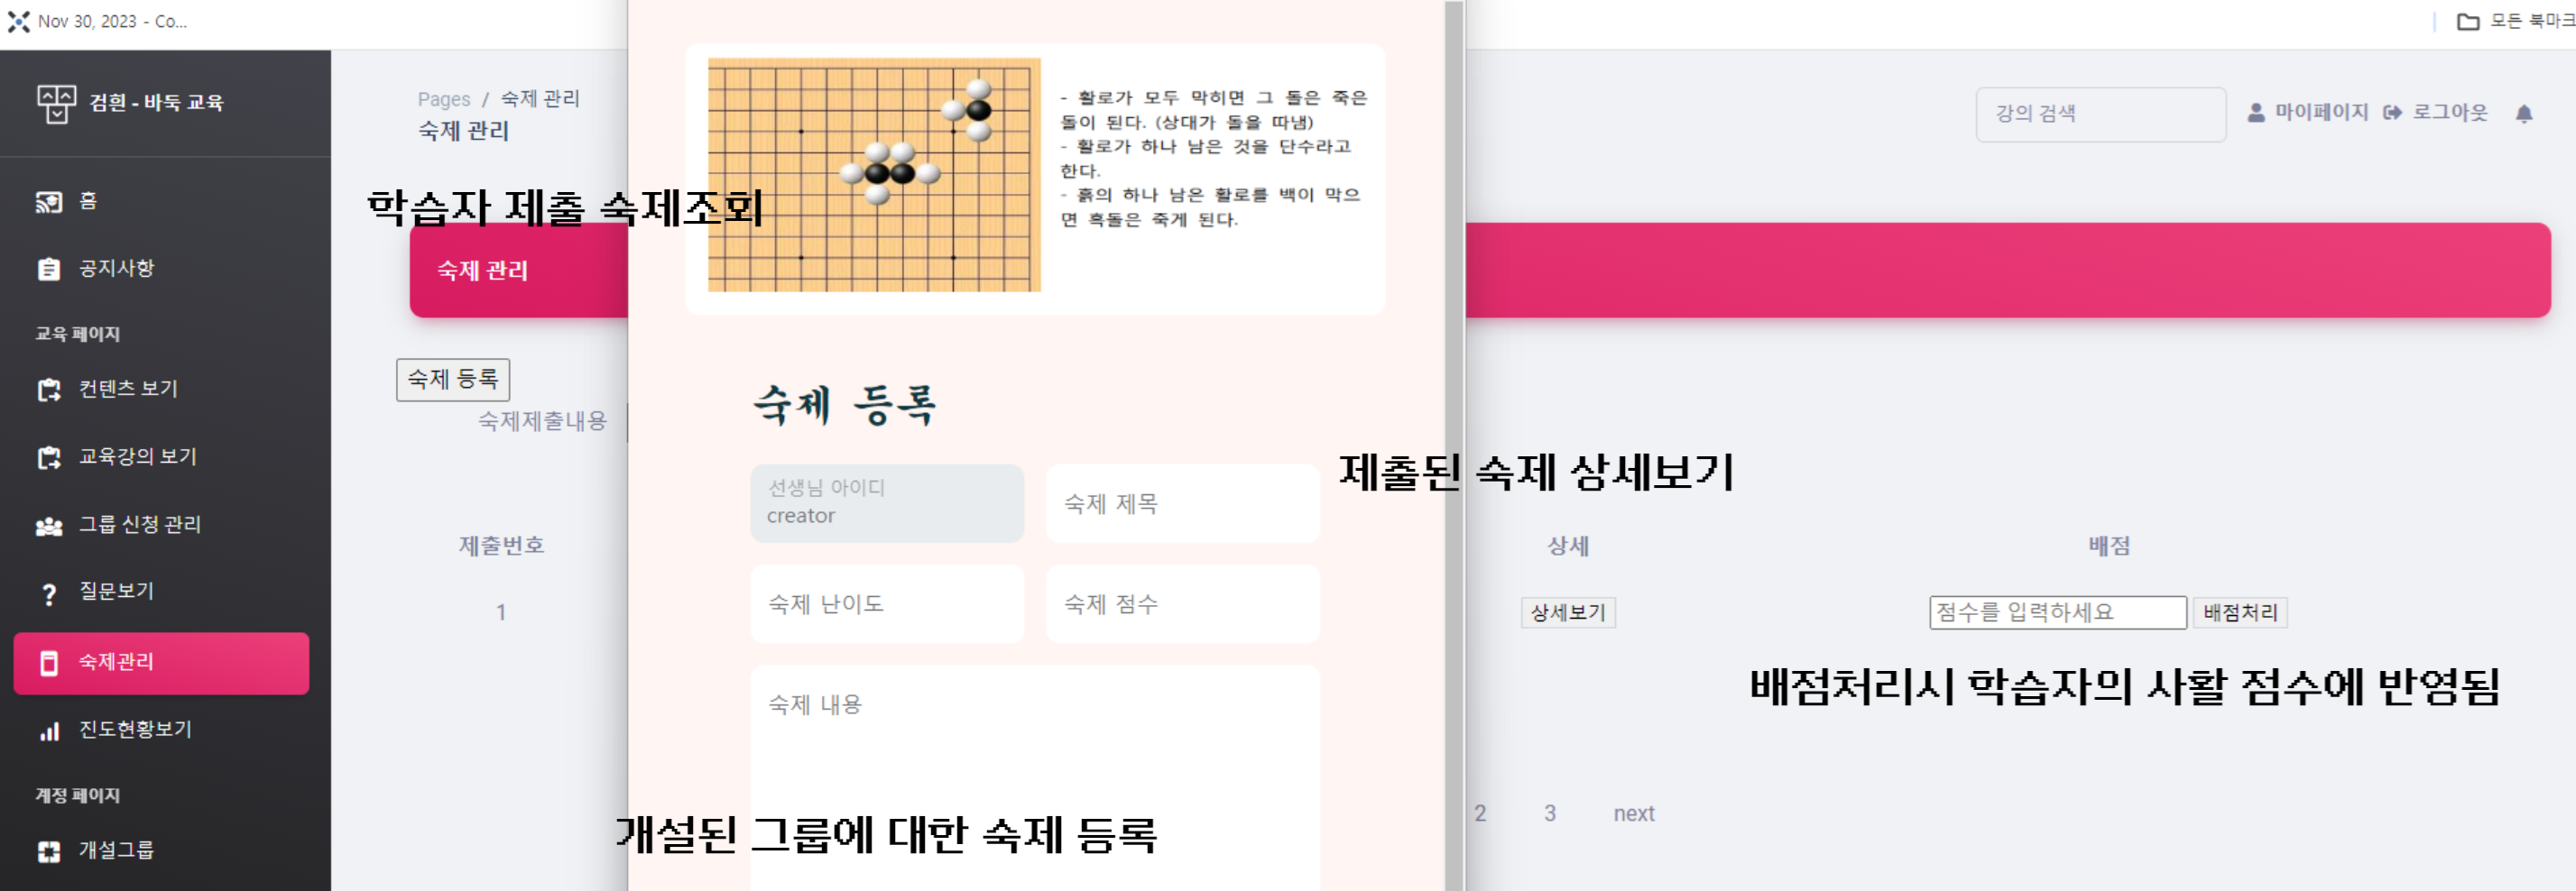 Nov 30, 2023 - Co...
모든 북마크
검흰 - 바둑 교육
홈
공지사항
교육 페이지
컨텐츠 보기
교육강의 보기
그룹 신청 관리
질문보기
숙제관리
진도현황보기
계정 페이지
개설그룹
Pages / 숙제 관리
숙제 관리
강의 검색
마이페이지
로그아웃
학습자 제출 숙제조회
숙제 관리
숙제 등록
숙제제출내용
제출번호
1
- 활로가 모두 막히면 그 돌은 죽은
돌이 된다. (상대가 돌을 따냄)
- 활로가 하나 남은 것을 단수라고
한다.
- 흙의 하나 남은 활로를 백이 막으
면 흑돌은 죽게 된다.
숙제 등록
선생님 아이디
creator
숙제 제목
숙제 난이도
숙제 점수
숙제 내용
개설된 그룹에 대한 숙제 등록
제출된 숙제 상세보기
상세
배점
상세보기
점수를 입력하세요
배점처리
배점처리시 학습자의 사활 점수에 반영됨
2
3
next